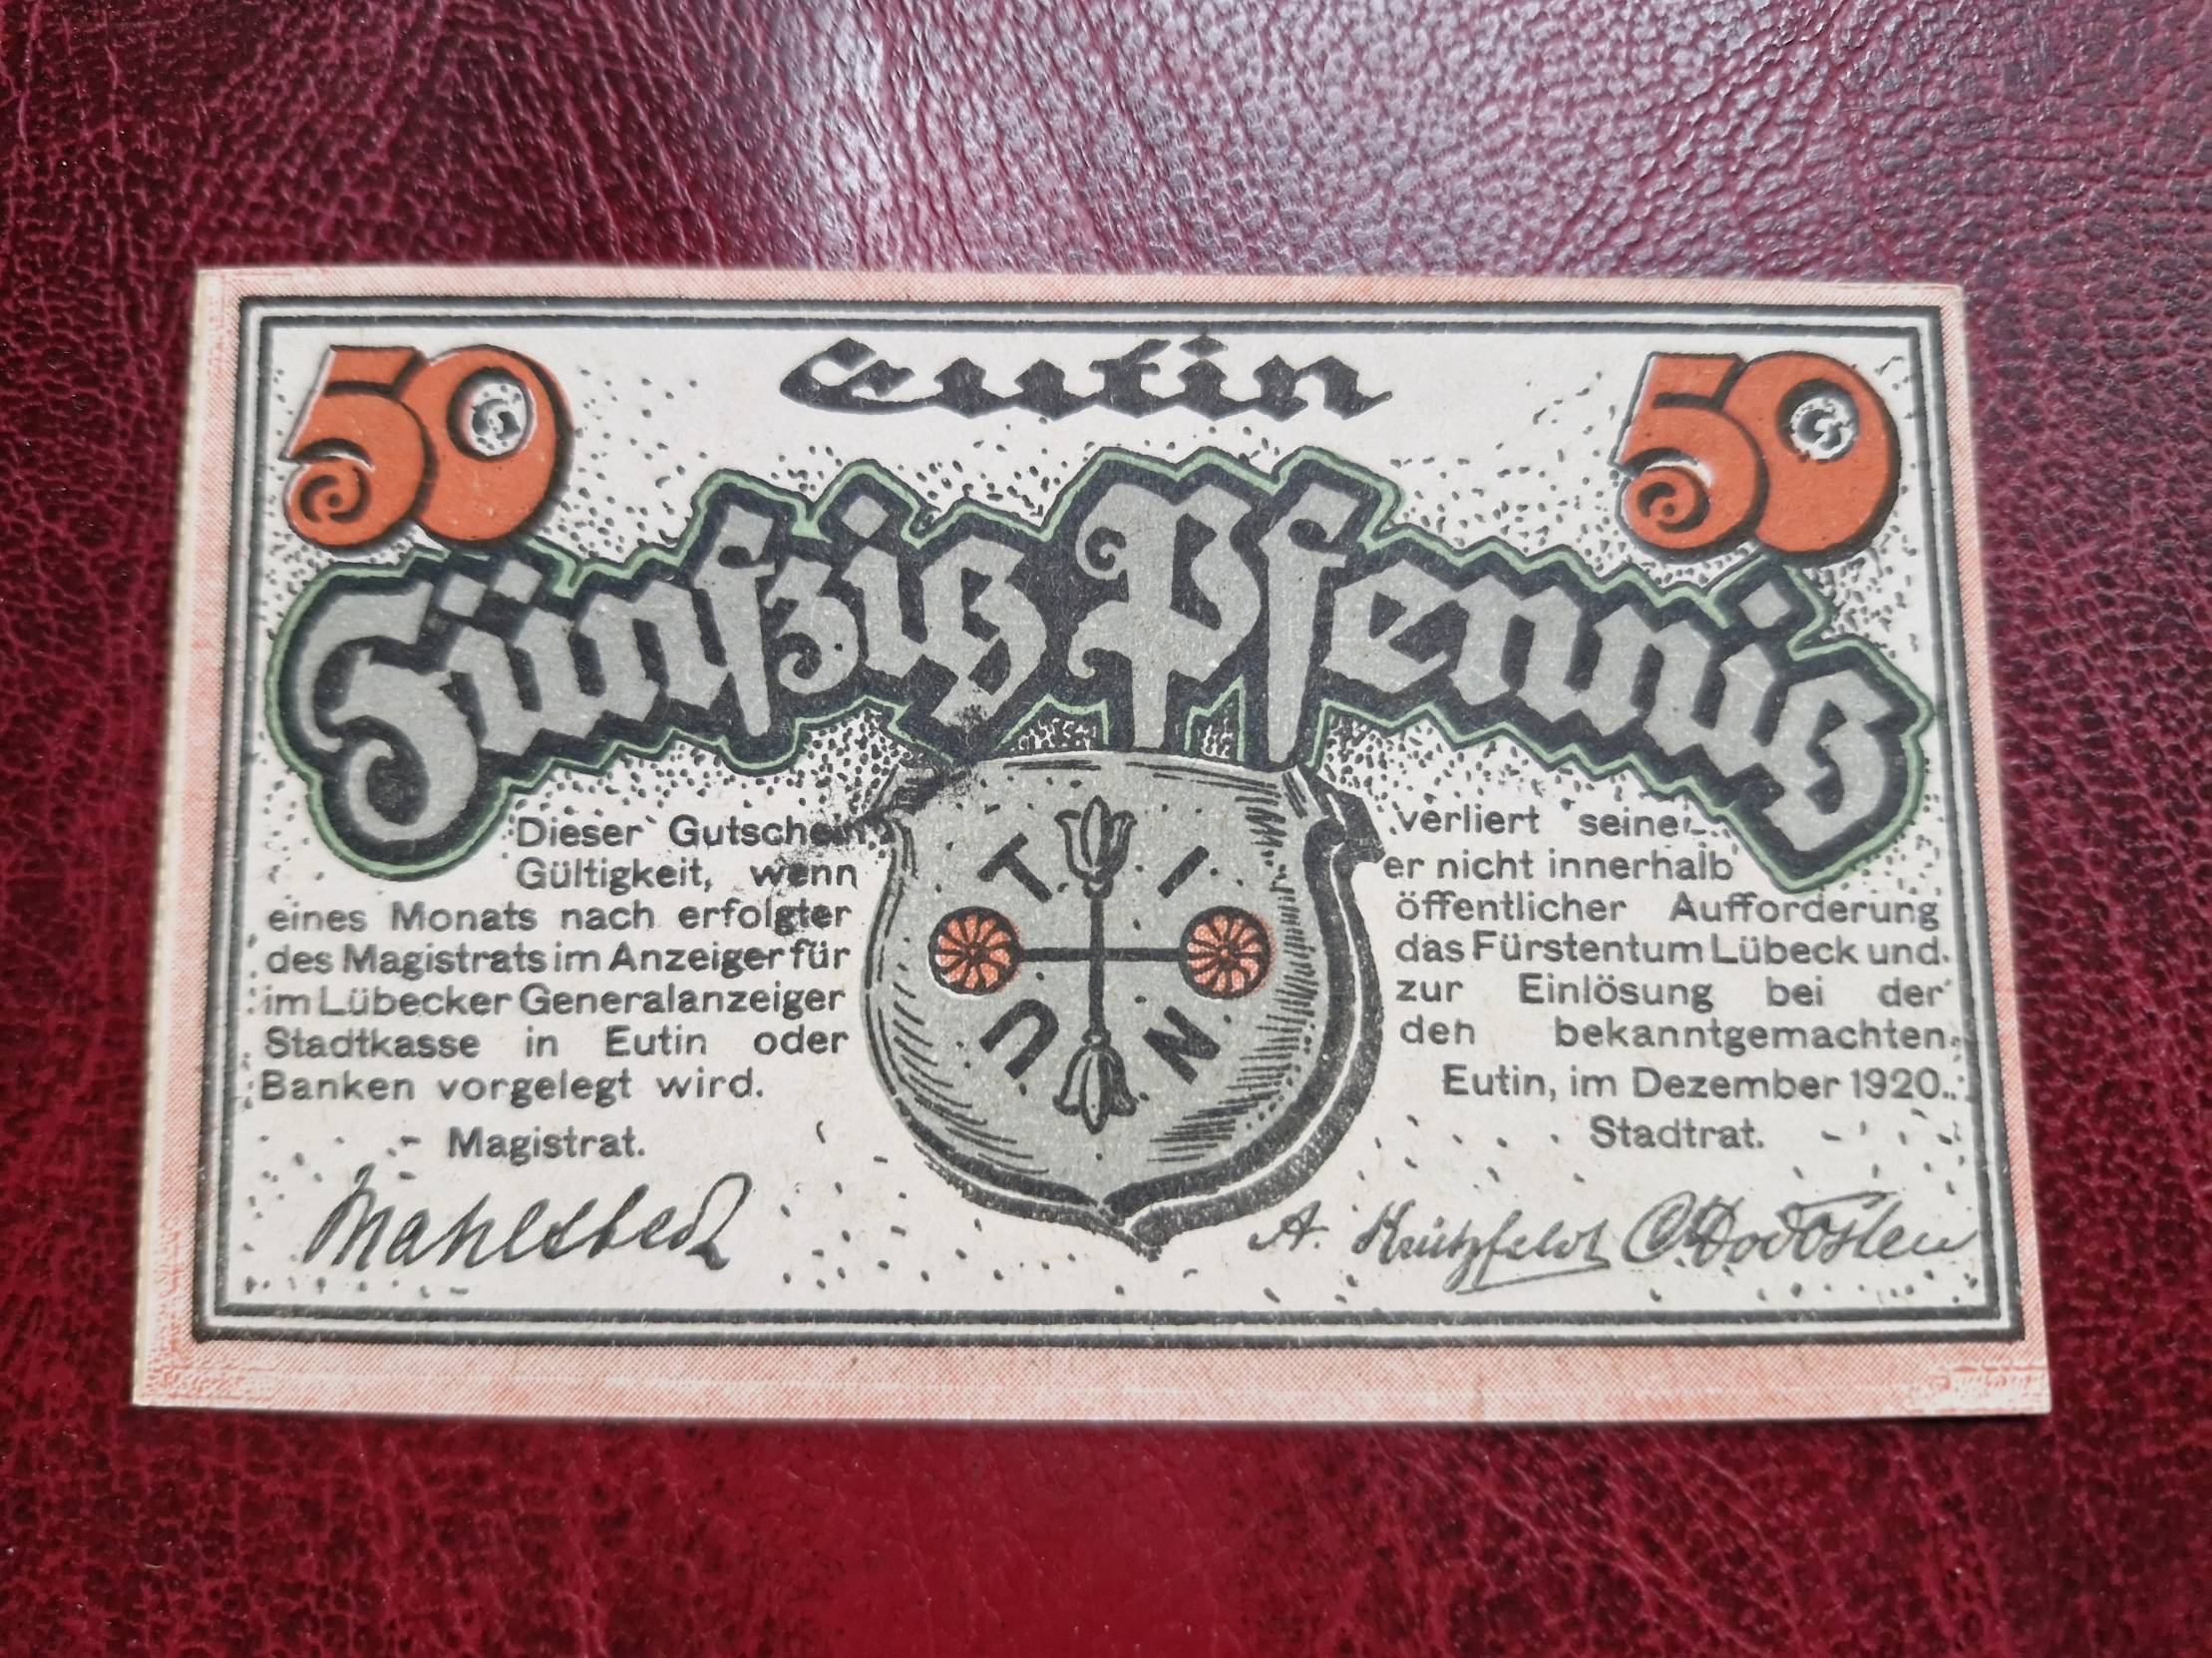 50 Eutin 50
Fünfzig Pfennig
Dieser Gutschein verliert seine
Gültigkeit, wenn er nicht innerhalb
eines Monats nach erfolgter öffentlicher Aufforderung
des Magistrats im Anzeiger für das Fürstentum Lübeck und
im Lübecker Generalanzeiger zur Einlösung bei der
Stadtkasse in Eutin oder den bekanntgemachten
Banken vorgelegt wird. Eutin, im Dezember 1920.
UTIN
Magistrat. Stadtrat.
A. Krützfeldt